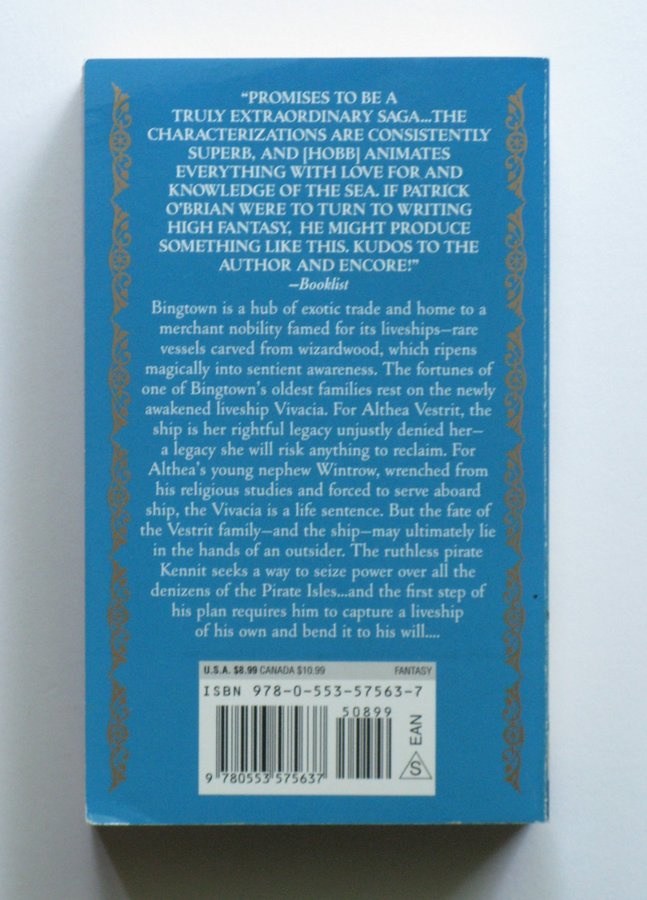 “PROMISES TO BE A
TRULY EXTRAORDINARY SAGA...THE
CHARACTERIZATIONS ARE CONSISTENTLY
SUPERB, AND [HOBB] ANIMATES
EVERYTHING WITH LOVE FOR AND
KNOWLEDGE OF THE SEA. IF PATRICK
O’BRIAN WERE TO TURN TO WRITING
HIGH FANTASY, HE MIGHT PRODUCE
SOMETHING LIKE THIS. KUDOS TO THE
AUTHOR AND ENCORE!”
—Booklist
Bingtown is a hub of exotic trade and home to a
merchant nobility famed for its liveships—rare
vessels carved from wizardwood, which ripens
magically into sentient awareness. The fortunes of
one of Bingtown’s oldest families rest on the newly
awakened liveship Vivacia. For Althea Vestrit, the
ship is her rightful legacy unjustly denied her—
a legacy she will risk anything to reclaim. For
Althea’s young nephew Wintrow, wrenched from
his religious studies and forced to serve aboard
ship, the Vivacia is a life sentence. But the fate of
the Vestrit family—and the ship—may ultimately lie
in the hands of an outsider. The ruthless pirate
Kennit seeks a way to seize power over all the
denizens of the Pirate Isles...and the first step of
his plan requires him to capture a liveship
of his own and bend it to his will....
U.S.A. $8.99 CANADA $10.99 FANTASY
ISBN 978-0-553-57563-7
50899
9 780553 575637
EAN
S